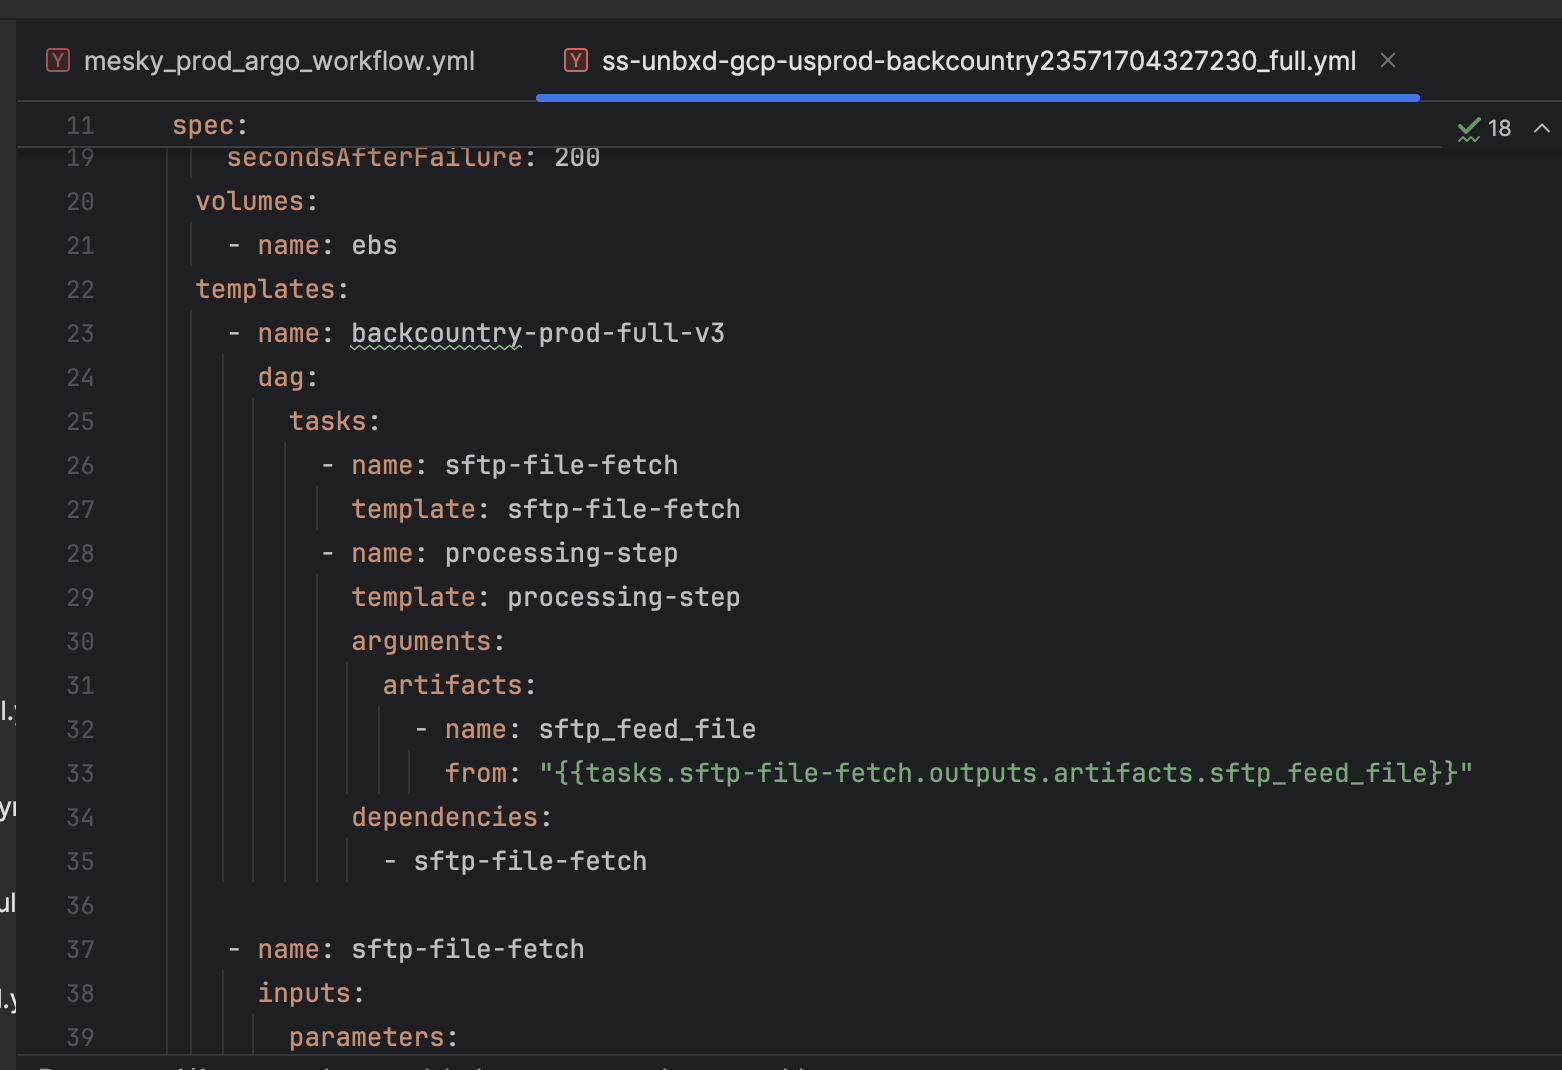 mesky_prod_argo_workflow.yml
ss-unbxd-gcp-usprod-backcountry23571704327230_full.yml
11 spec:
18
19 secondsAfterFailure: 200
20 volumes:
21 - name: ebs
22 templates:
23 - name: backcountry-prod-full-v3
24 dag:
25 tasks:
26 - name: sftp-file-fetch
27 template: sftp-file-fetch
28 - name: processing-step
29 template: processing-step
30 arguments:
31 artifacts:
32 - name: sftp_feed_file
33 from: "{{tasks.sftp-file-fetch.outputs.artifacts.sftp_feed_file}}"
34 dependencies:
35 - sftp-file-fetch
36
37 - name: sftp-file-fetch
38 inputs:
39 parameters: